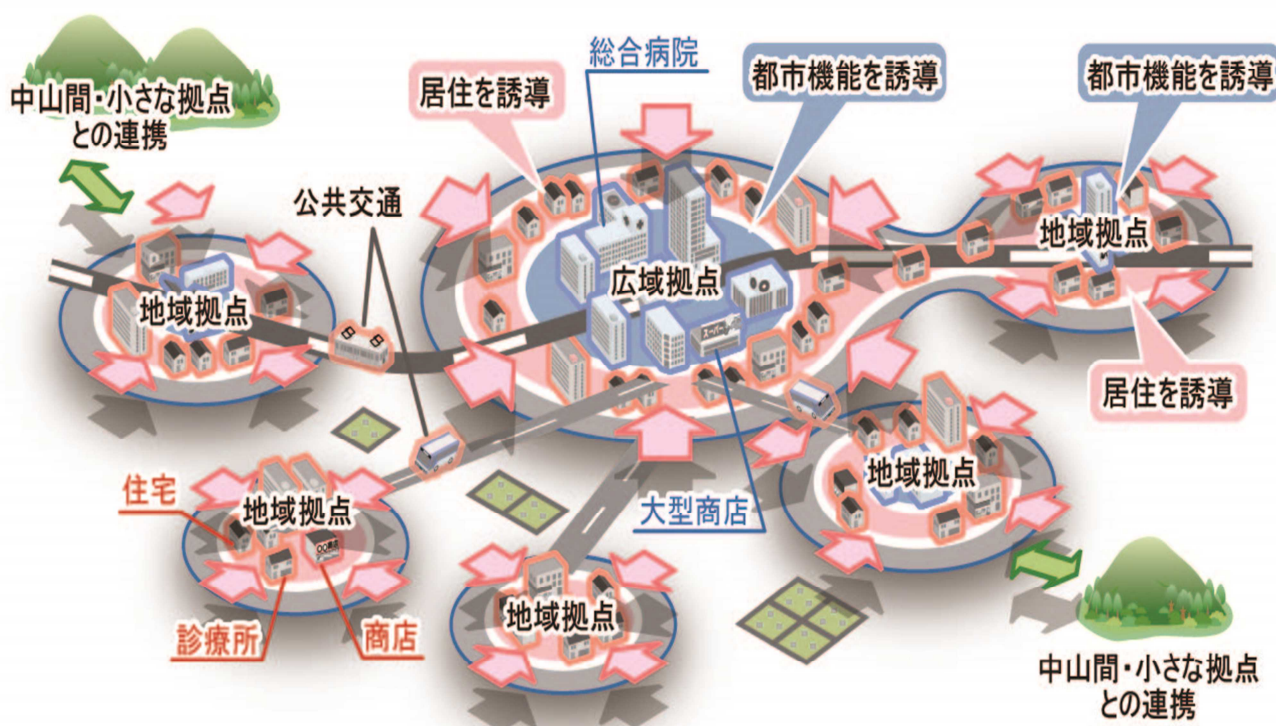 中山間・小さな拠点
との連携
総合病院
居住を誘導
都市機能を誘導
都市機能を誘導
公共交通
地域拠点
広域拠点
地域拠点
スーパー
居住を誘導
住宅
地域拠点
〇〇商店
診療所
商店
大型商店
地域拠点
地域拠点
中山間・小さな拠点
との連携